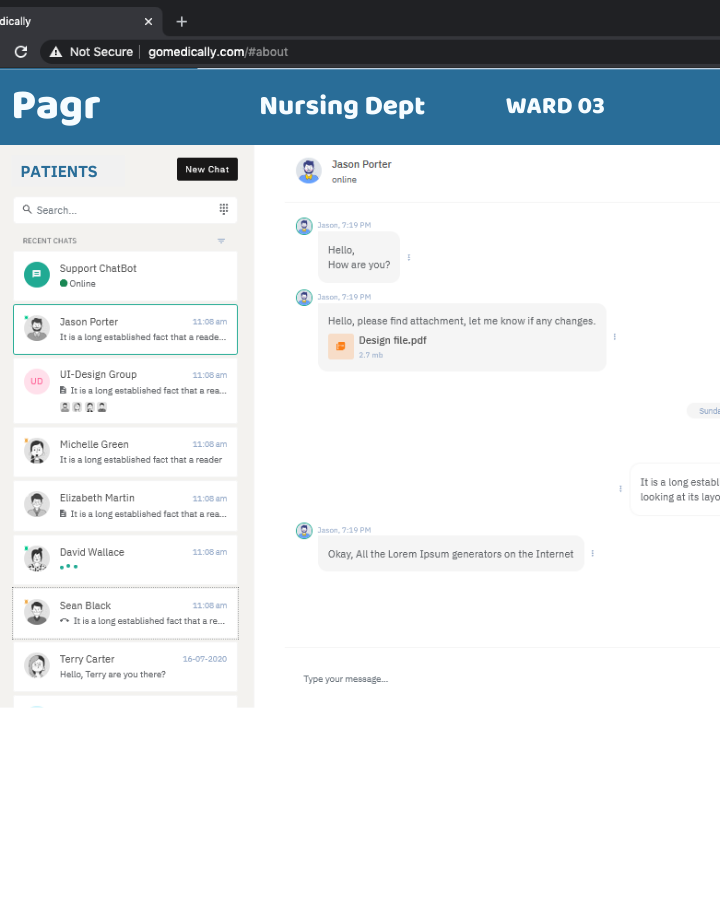 dically
Not Secure gomedically.com/#about
Pagr Nursing Dept WARD 03
PATIENTS
New Chat
Search...
RECENT CHATS
Support ChatBot
Online
Jason Porter 11:08 am
It is a long established fact that a reade...
UD
UI-Design Group 11:08 am
It is a long established fact that a rea...
Michelle Green 11:08 am
It is a long established fact that a reader
Elizabeth Martin 11:08 am
It is a long established fact that a rea...
David Wallace 11:08 am
Sean Black 11:08 am
It is a long established fact that a re...
Terry Carter 16-07-2020
Hello, Terry are you there?
Jason Porter
online
Jason, 7:19 PM
Hello,
How are you?
Jason, 7:19 PM
Hello, please find attachment, let me know if any changes.
Design file.pdf
2.7 mb
Sunda
It is a long establ
looking at its layo
Jason, 7:19 PM
Okay, All the Lorem Ipsum generators on the Internet
Type your message...